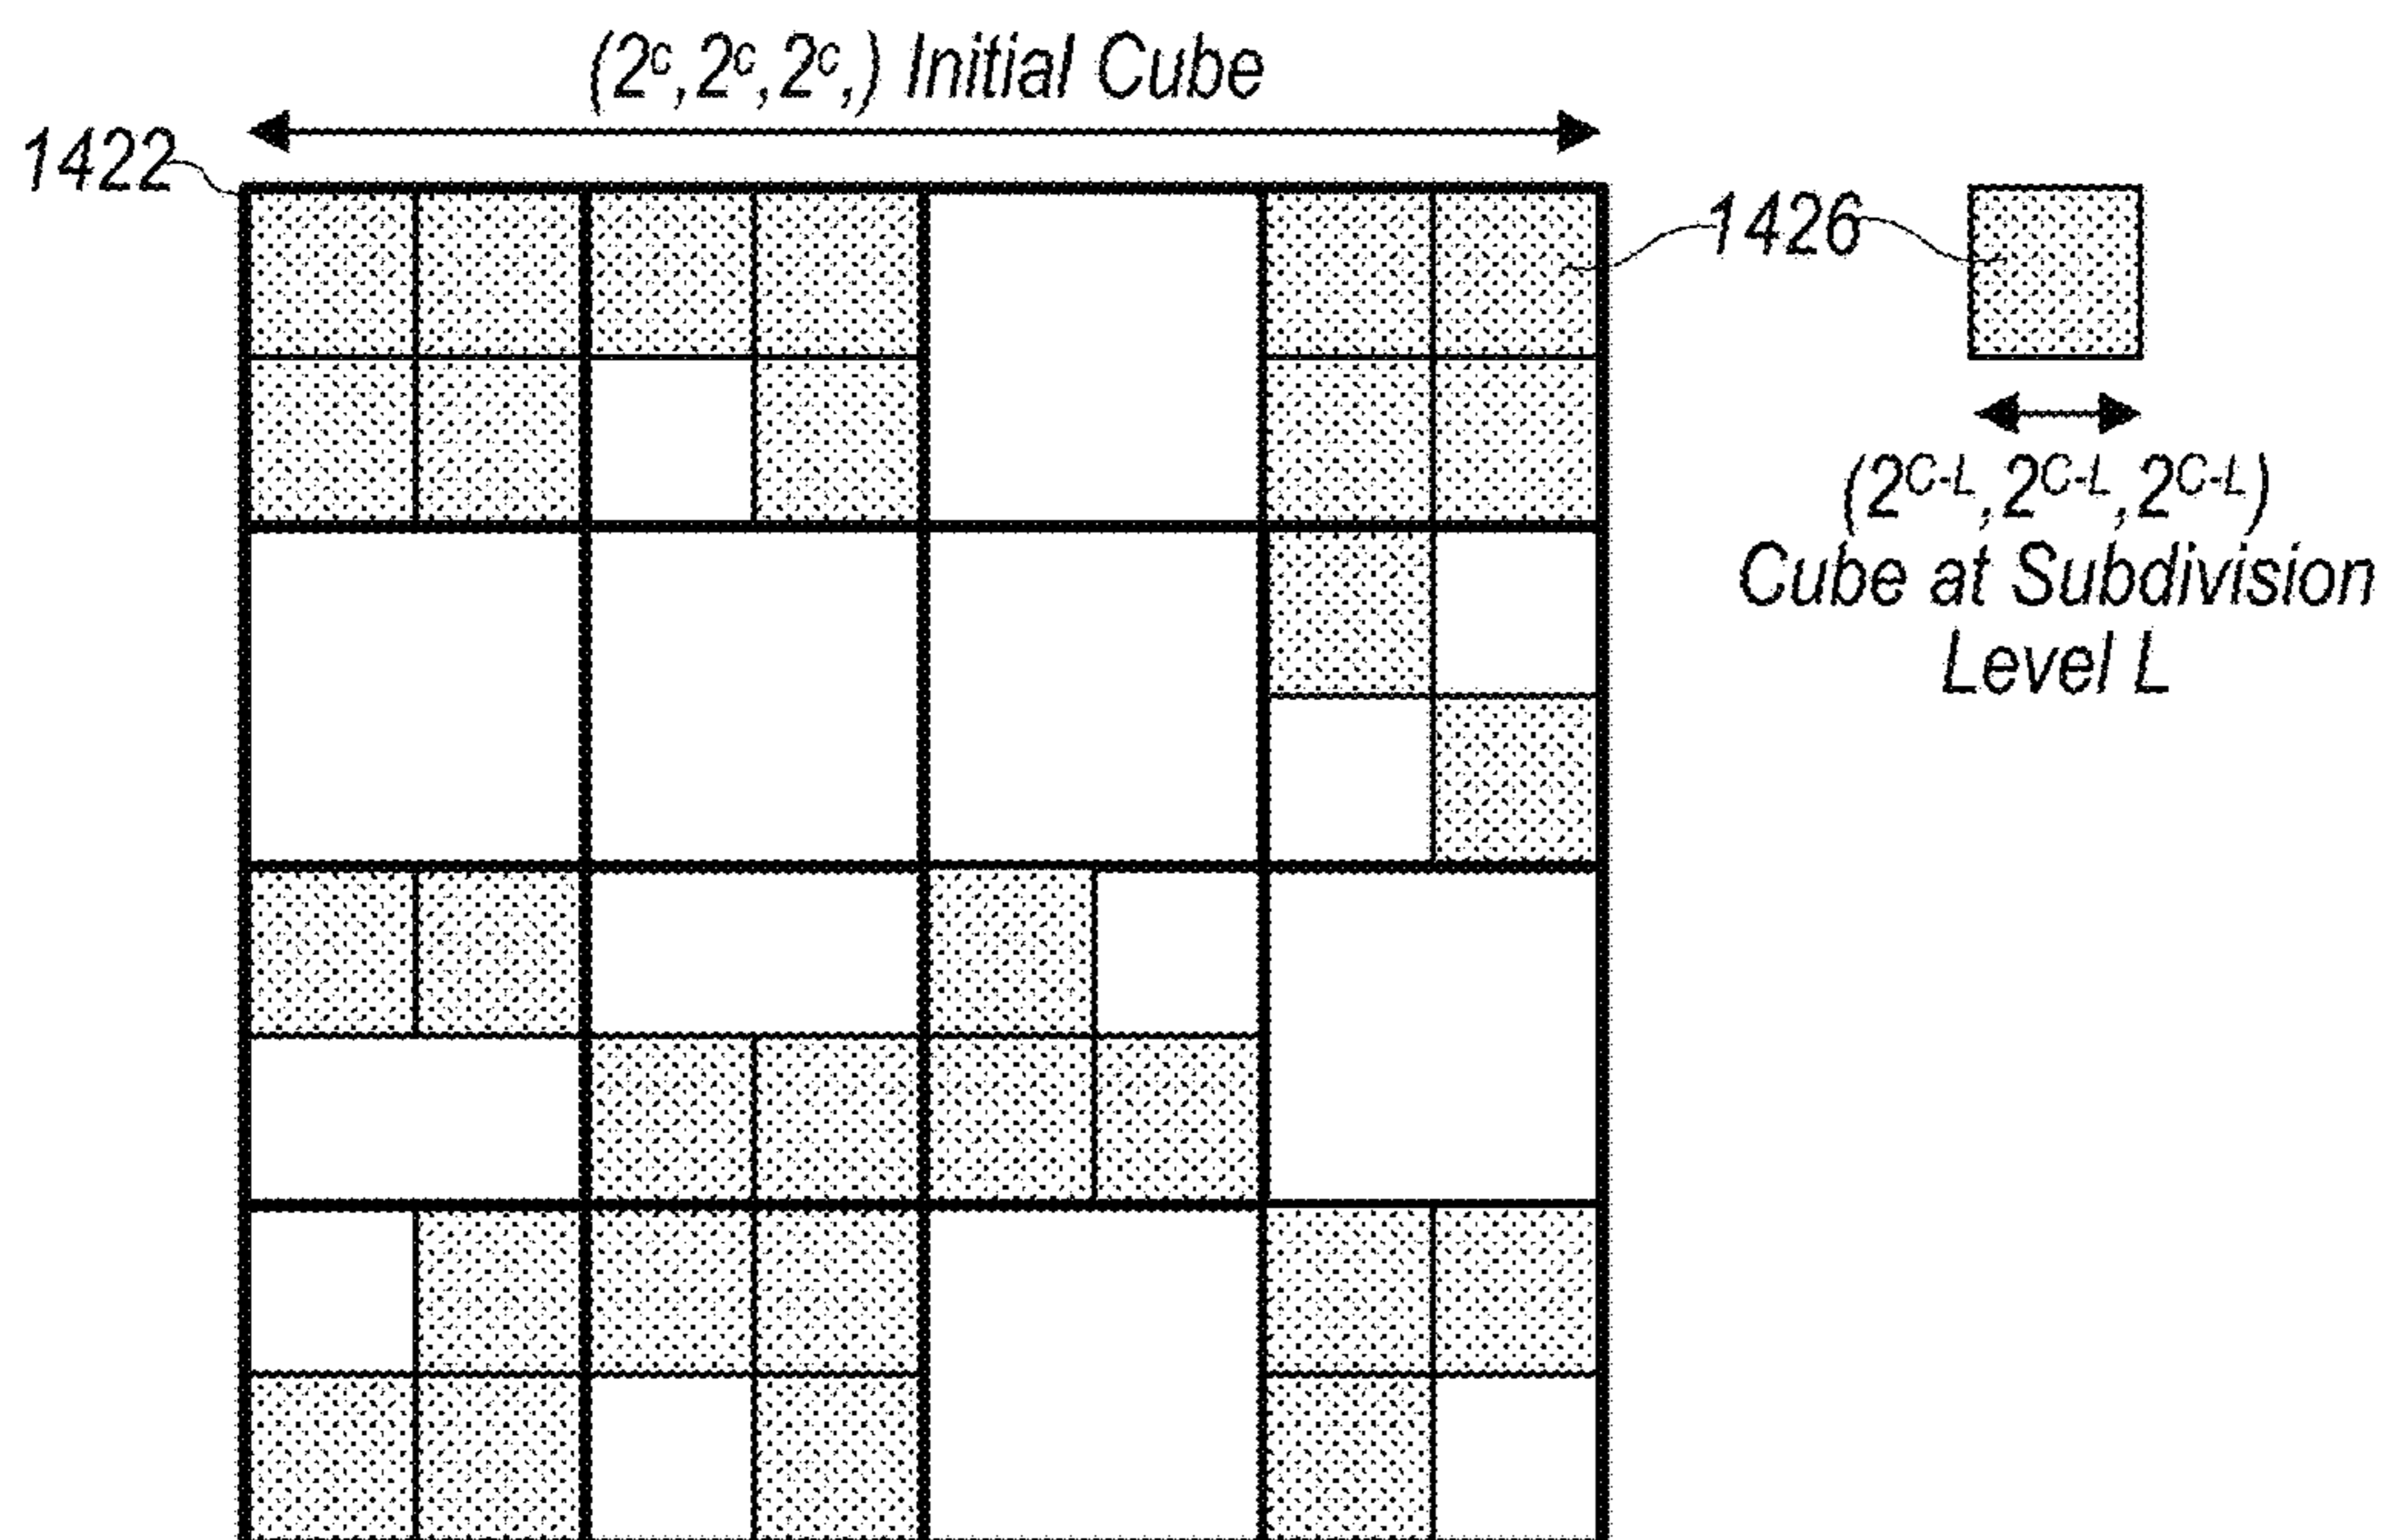 (2ᶜ,2ᶜ,2ᶜ,) Initial Cube
1422
1426
(2ᶜ⁻ᴸ,2ᶜ⁻ᴸ,2ᶜ⁻ᴸ)
Cube at Subdivision
Level L